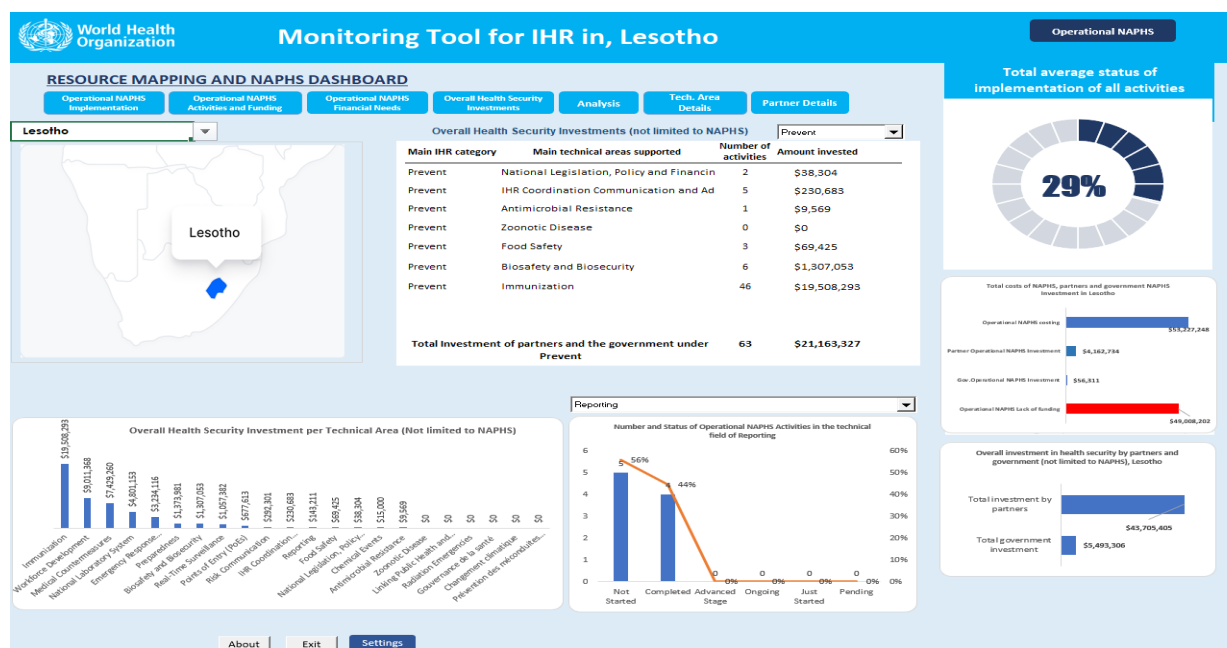 World Health
Organization
Monitoring Tool for IHR in, Lesotho
Operational NAPHS
RESOURCE MAPPING AND NAPHS DASHBOARD
Operational NAPHS
Implementation
Operational NAPHS
Activities and Funding
Operational NAPHS
Financial Needs
Overall Health Security
Investments
Analysis
Tech. Area
Details
Partner Details
Total average status of
implementation of all activities
29%
Lesotho
Lesotho
Overall Health Security Investments (not limited to NAPHS)
Prevent
Main IHR category Main technical areas supported Number of activities Amount invested
Prevent National Legislation, Policy and Financin 2 $38,304
Prevent IHR Coordination Communication and Ad 5 $230,683
Prevent Antimicrobial Resistance 1 $9,569
Prevent Zoonotic Disease 0 $0
Prevent Food Safety 3 $69,425
Prevent Biosafety and Biosecurity 6 $1,307,053
Prevent Immunization 46 $19,508,293
Total Investment of partners and the government under Prevent 63 $21,163,327
Total costs of NAPHS, partners and government NAPHS
investment in Lesotho
Operational NAPHS costing $53,227,248
Partner Operational NAPHS Investment $4,162,734
Gov.Operational NAPHS Investment $56,311
Operational NAPHS Lack of funding $49,008,202
Overall Health Security Investment per Technical Area (Not limited to NAPHS)
$19,508,293
$9,011,368
$7,429,260
$4,801,153
$3,234,116
$1,373,981
$1,307,053
$1,057,382
$677,613
$292,301
$230,683
$143,211
$69,425
$38,304
$15,000
$9,569
$0
$0
$0
$0
$0
$0
Immunization
Workforce Development
Medical Countermeasures
National Laboratory System
Emergency Response...
Preparedness
Biosafety and Biosecurity
Real-Time Surveillance
Points of Entry (PoEs)
Risk Communication
IHR Coordination...
Reporting
Food Safety
National Legislation, Policy...
Chemical Events
Antimicrobial Resistance
Zoonotic Disease
Linking Public Health and...
Radiation Emergencies
Gouvernance de la santé
Changement climatique
Prévention des méconduites...
Reporting
Number and Status of Operational NAPHS Activities in the technical
field of Reporting
6
5
4
3
2
1
0
60%
50%
40%
30%
20%
10%
0%
5
4
0
0
0
0
56%
44%
0%
0%
0%
0%
Not
Started
Completed
Advanced
Stage
Ongoing
Just
Started
Pending
Overall investment in health security by partners and
government (not limited to NAPHS), Lesotho
Total investment by
partners
$43,705,405
Total government
investment
$5,493,306
About
Exit
Settings